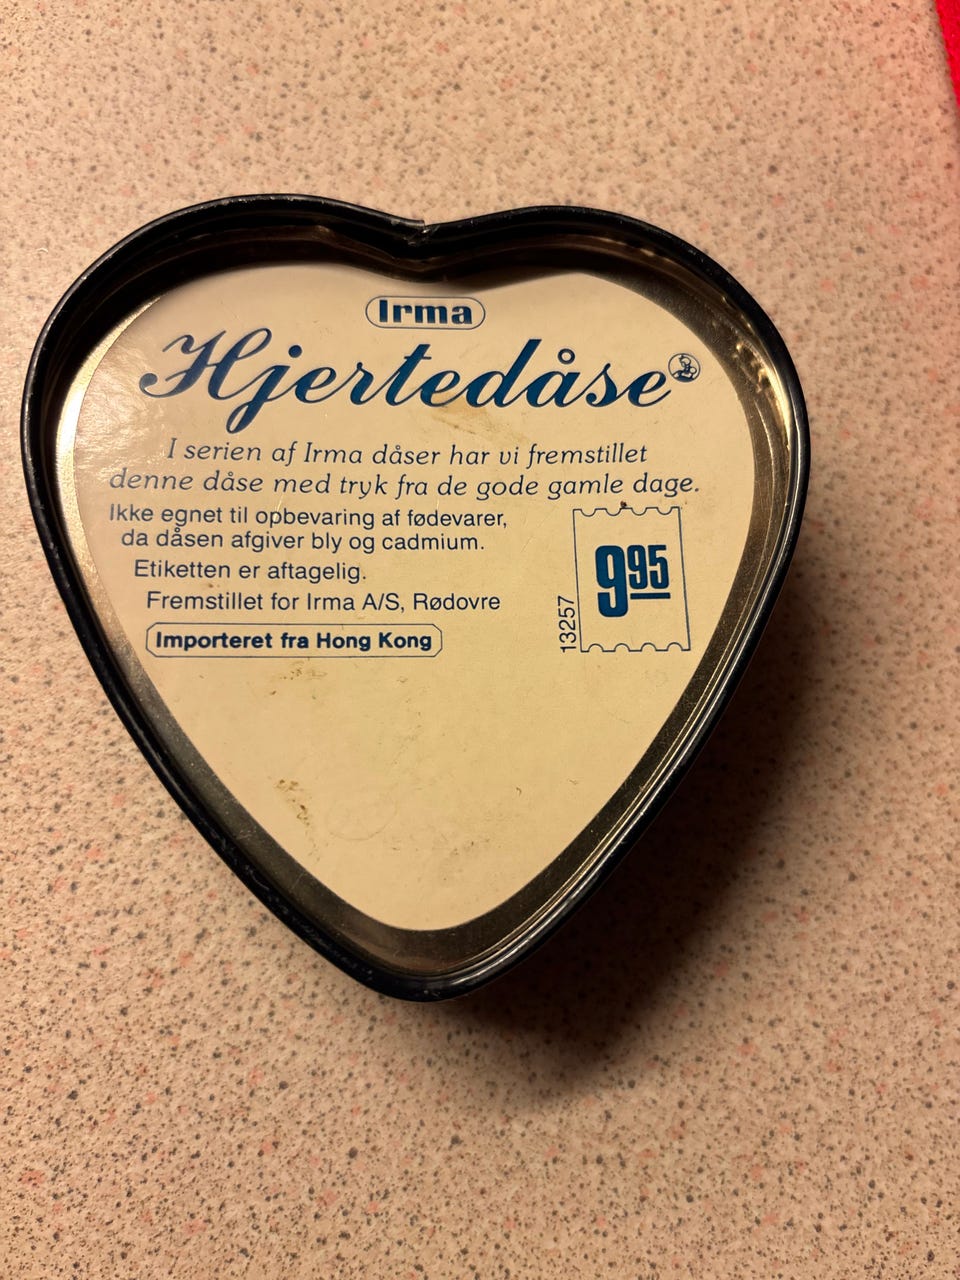 Irma
Hjertedåse
I serien af Irma dåser har vi fremstillet
denne dåse med tryk fra de gode gamle dage.
Ikke egnet til opbevaring af fødevarer,
da dåsen afgiver bly og cadmium.
Etiketten er aftagelig.
Fremstillet for Irma A/S, Rødovre
Importeret fra Hong Kong
13257
995